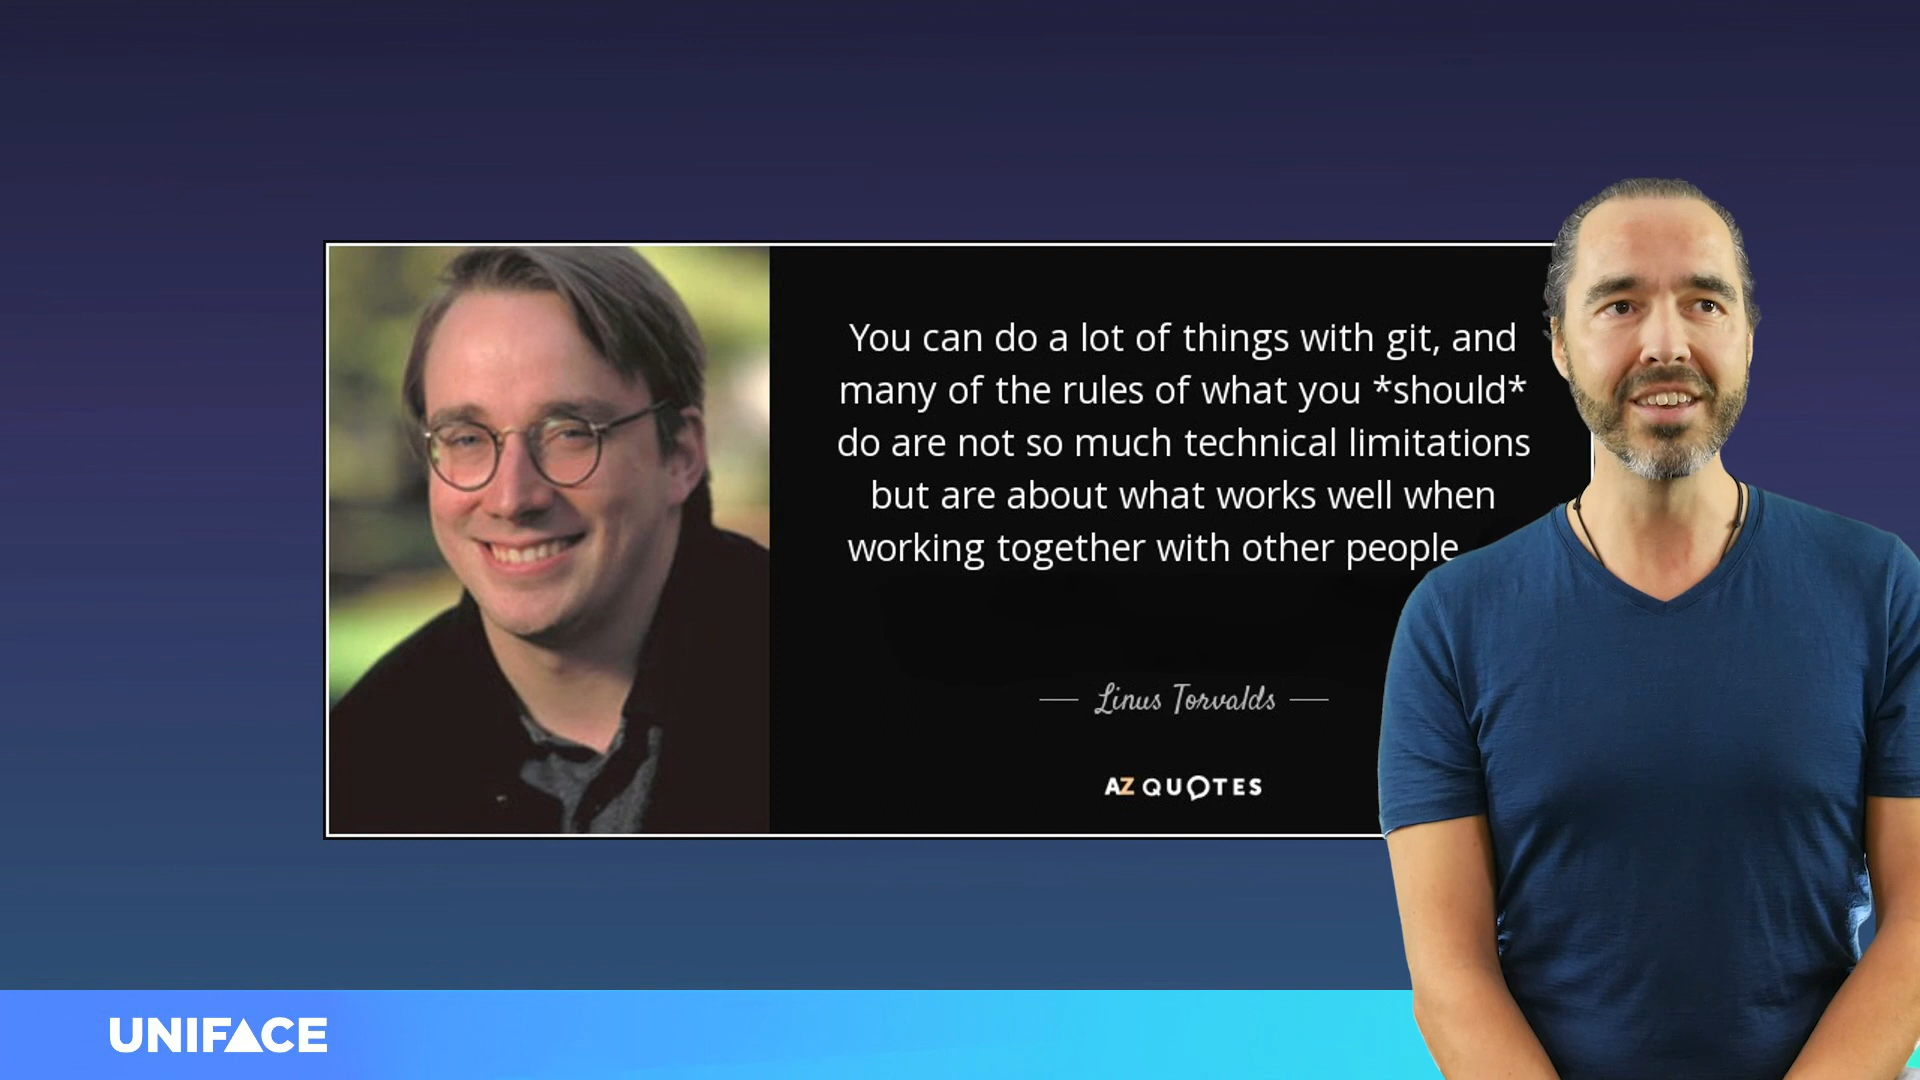 You can do a lot of things with git, and
many of the rules of what you *should*
do are not so much technical limitations
but are about what works well when
working together with other people
Linus Torvalds
AZ QUOTES
UNIFACE